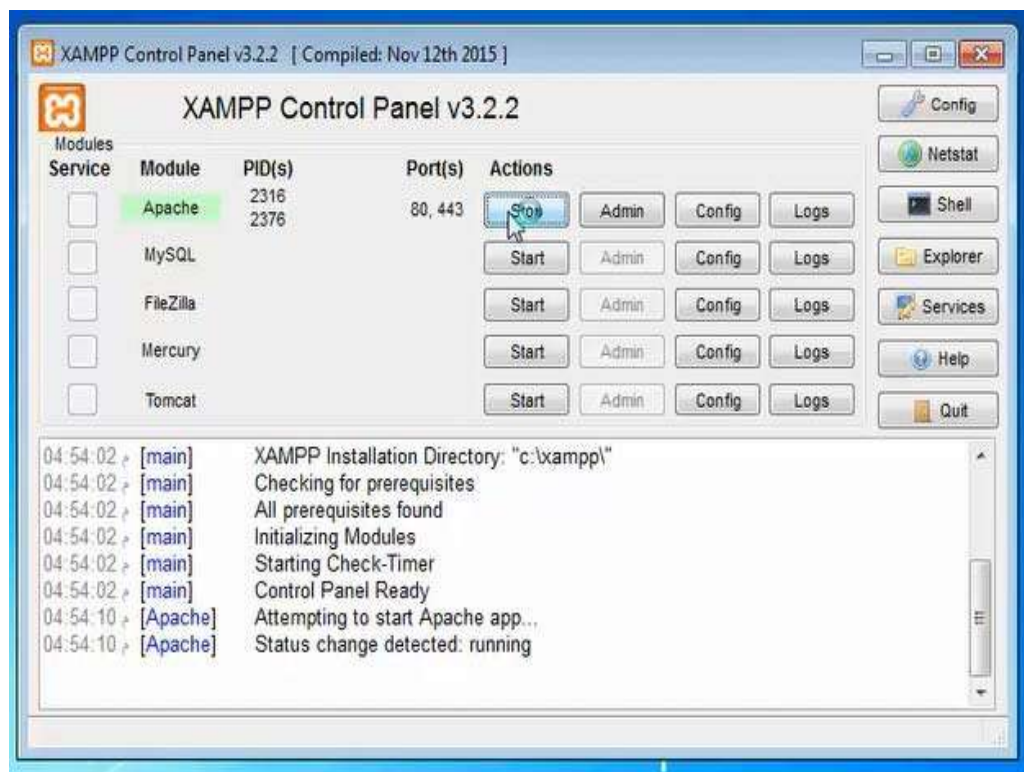 XAMPP Control Panel v3.2.2 [ Compiled: Nov 12th 2015 ]
XAMPP Control Panel v3.2.2
Config
Modules
Service Module PID(s) Port(s) Actions
Netstat
Apache 2316 2376 80, 443 Stop Admin Config Logs
Shell
MySQL Start Admin Config Logs
Explorer
FileZilla Start Admin Config Logs
Services
Mercury Start Admin Config Logs
Help
Tomcat Start Admin Config Logs
Quit
04:54:02 م [main] XAMPP Installation Directory: "c:\xampp\"
04:54:02 م [main] Checking for prerequisites
04:54:02 م [main] All prerequisites found
04:54:02 م [main] Initializing Modules
04:54:02 م [main] Starting Check-Timer
04:54:02 م [main] Control Panel Ready
04:54:10 م [Apache] Attempting to start Apache app...
04:54:10 م [Apache] Status change detected: running